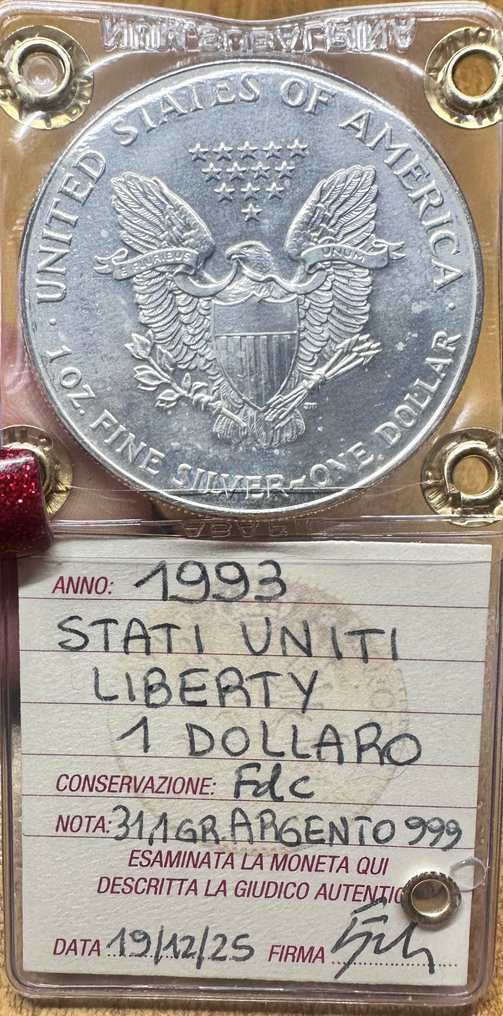 NUM. SUBALPINA
UNITED STATES OF AMERICA
E PLURIBUS UNUM
· 1 OZ. FINE SILVER~ONE DOLLAR ·
ANNO: 1993
STATI UNITI
LIBERTY
1 DOLLARO
CONSERVAZIONE: Fdc
NOTA: 31,1 GR. ARGENTO 999
ESAMINATA LA MONETA QUI
DESCRITTA LA GIUDICO
DATA 19/12/25 FIRMA